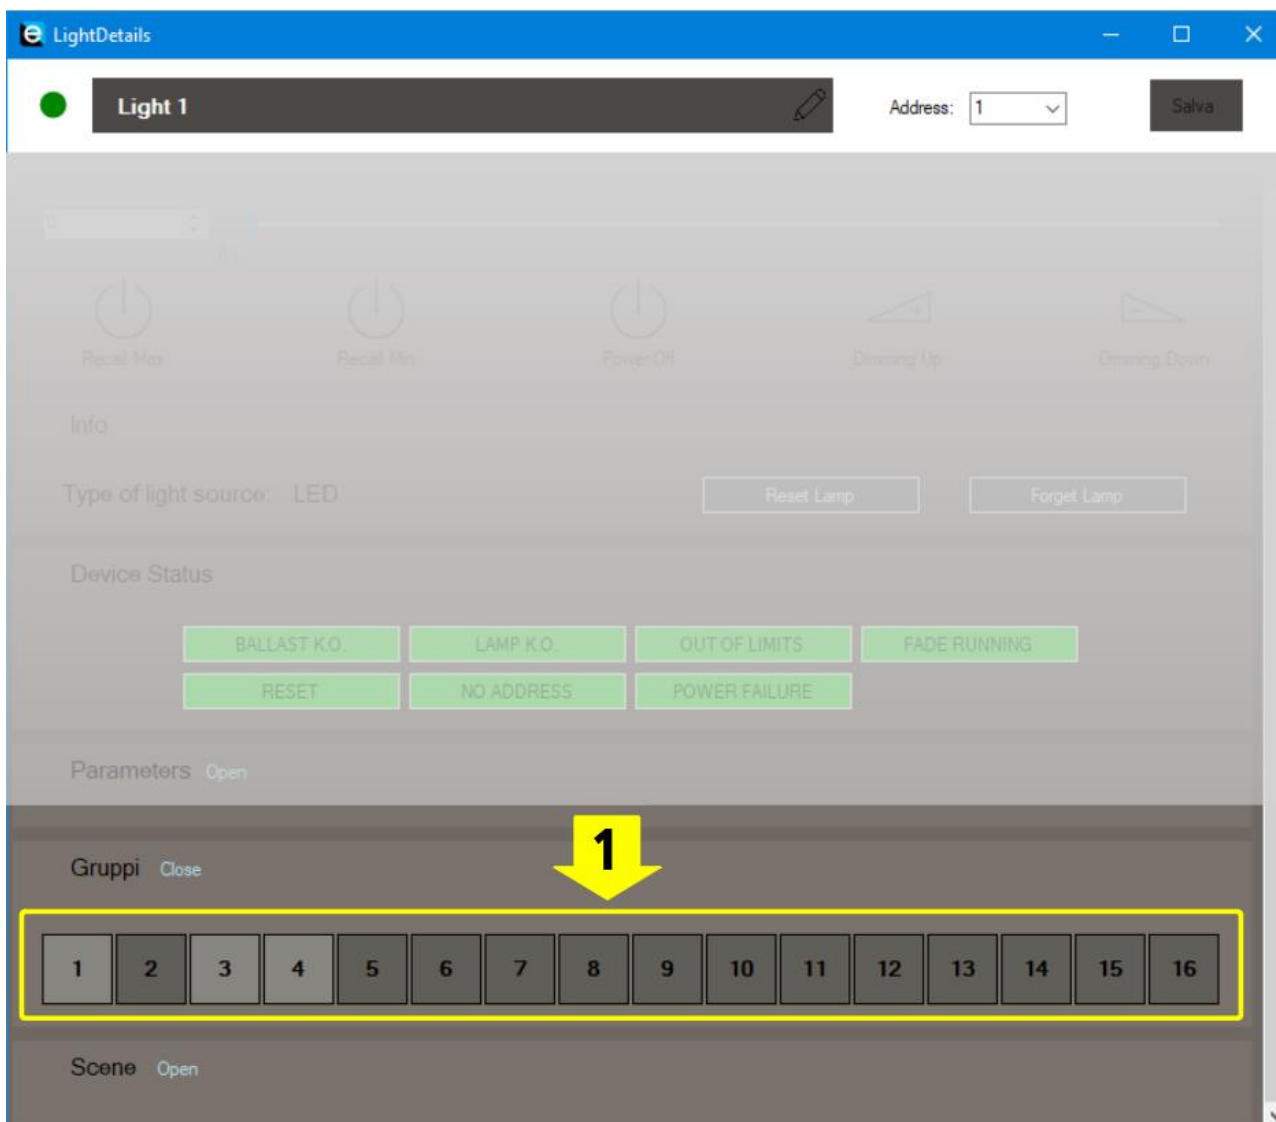 LightDetails
Light 1 Address: 1 Salva
Recall Max Recall Min Power Off Dimming Up Dimming Down
Info
Type of light source: LED Reset Lamp Forget Lamp
Device Status
BALLAST K.O. LAMP K.O. OUT OF LIMITS FADE RUNNING
RESET NO ADDRESS POWER FAILURE
Parameters Open
1
Gruppi Close
1 2 3 4 5 6 7 8 9 10 11 12 13 14 15 16
Scene Open